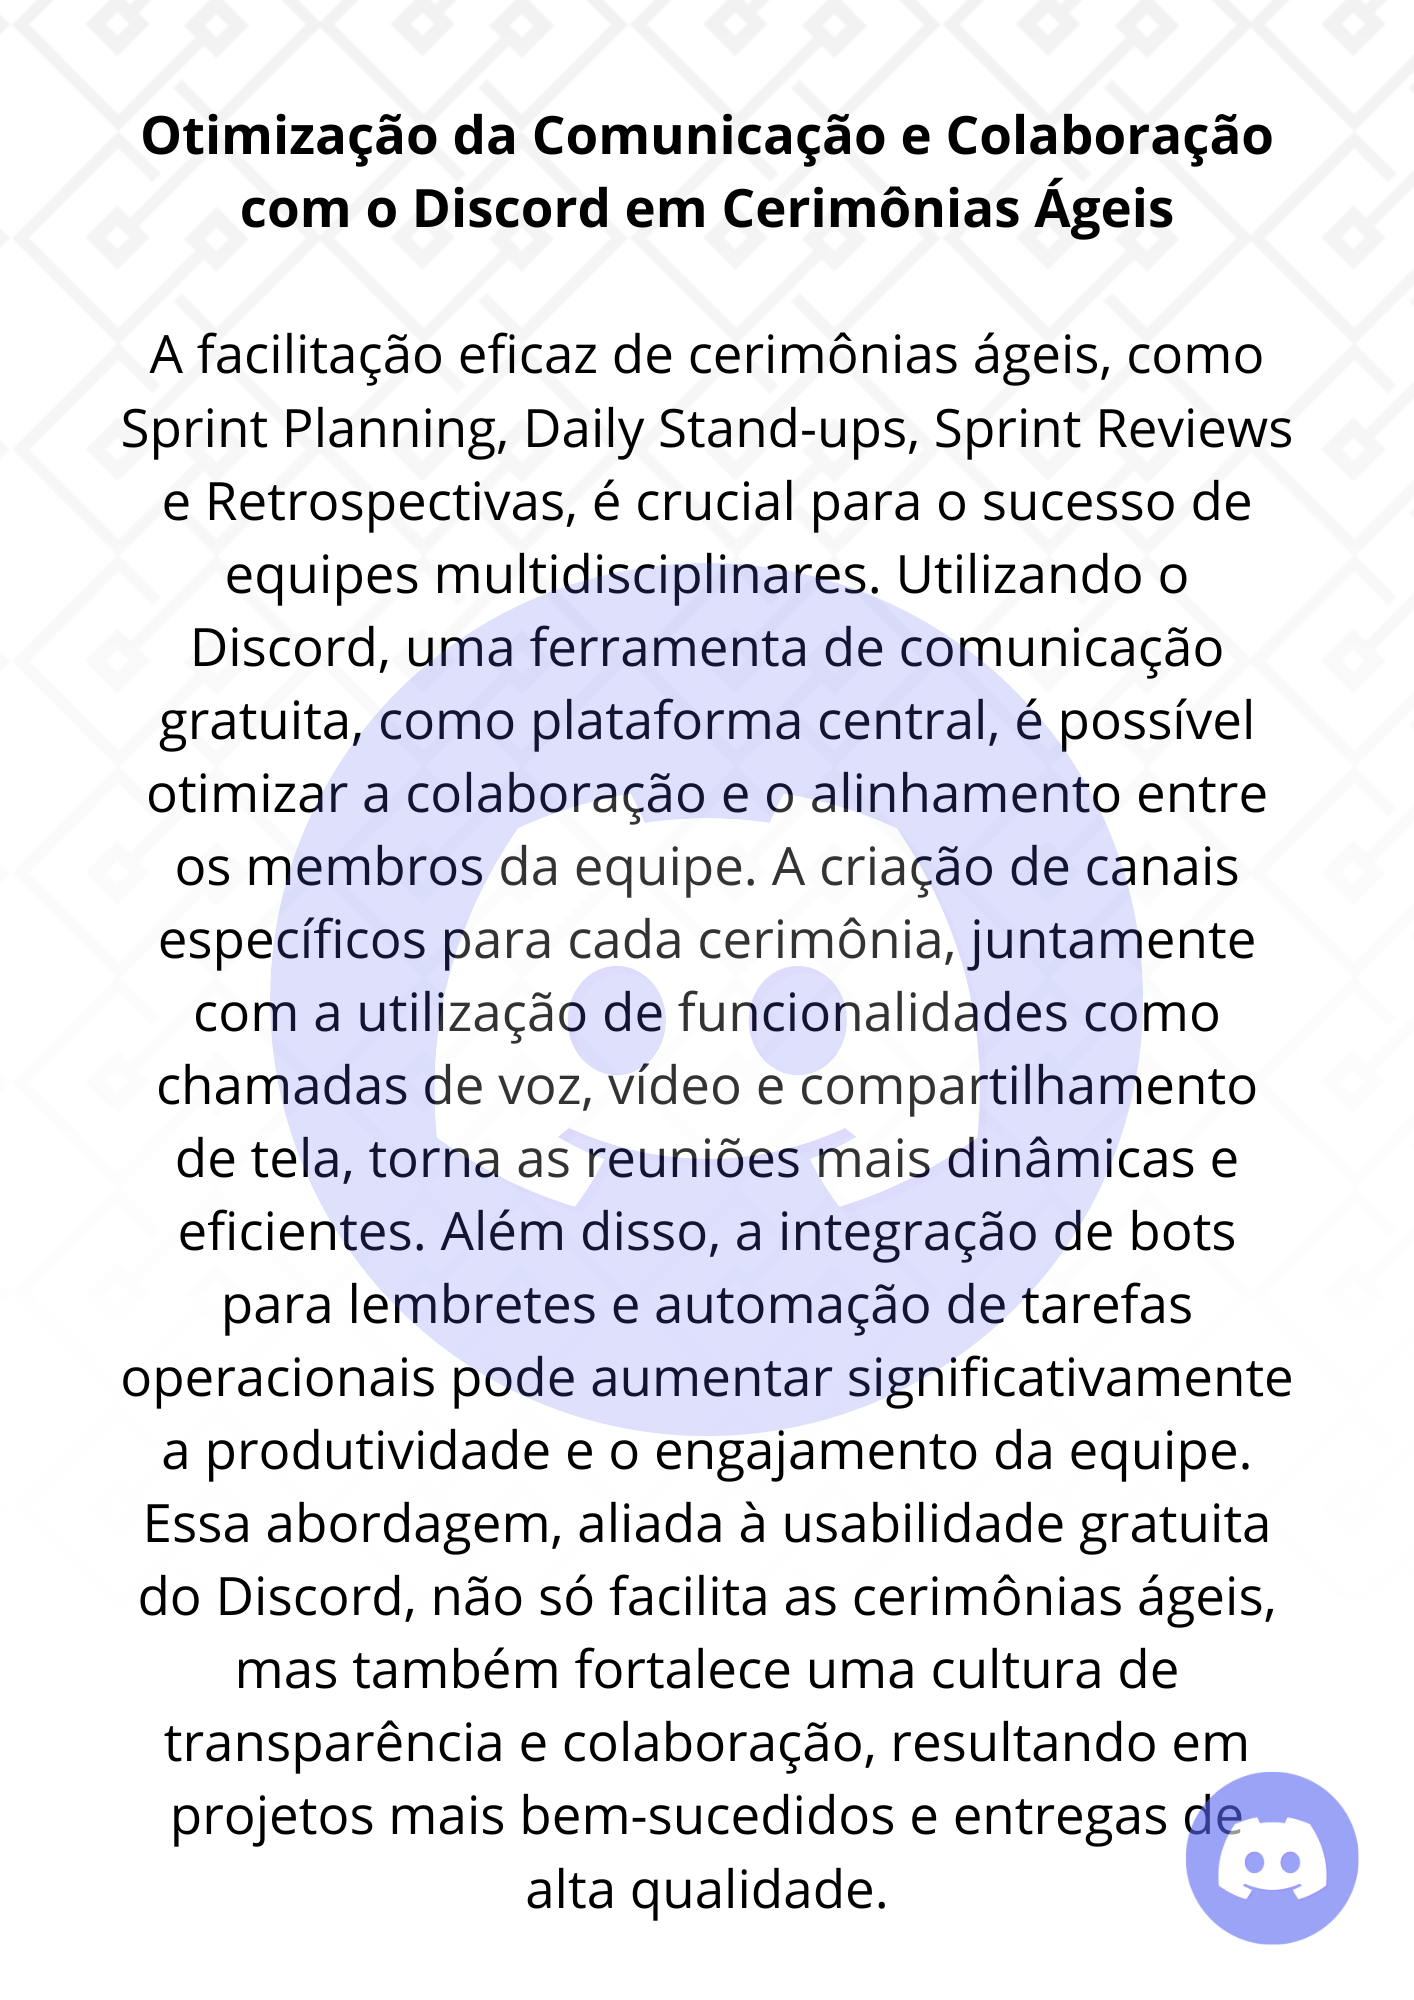 Otimização da Comunicação e Colaboração
com o Discord em Cerimônias Ágeis
A facilitação eficaz de cerimônias ágeis, como
Sprint Planning, Daily Stand-ups, Sprint Reviews
e Retrospectivas, é crucial para o sucesso de
equipes multidisciplinares. Utilizando o
Discord, uma ferramenta de comunicação
gratuita, como plataforma central, é possível
otimizar a colaboração e o alinhamento entre
os membros da equipe. A criação de canais
específicos para cada cerimônia, juntamente
com a utilização de funcionalidades como
chamadas de voz, vídeo e compartilhamento
de tela, torna as reuniões mais dinâmicas e
eficientes. Além disso, a integração de bots
para lembretes e automação de tarefas
operacionais pode aumentar significativamente
a produtividade e o engajamento da equipe.
Essa abordagem, aliada à usabilidade gratuita
do Discord, não só facilita as cerimônias ágeis,
mas também fortalece uma cultura de
transparência e colaboração, resultando em
projetos mais bem-sucedidos e entregas de
alta qualidade.